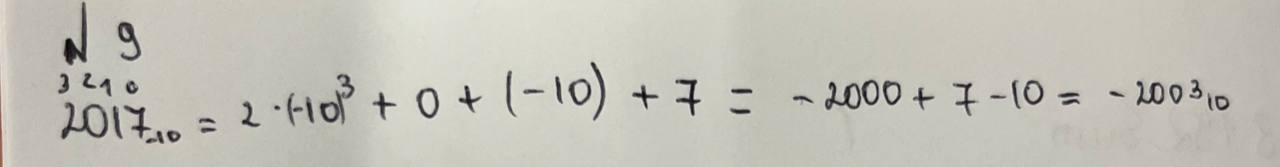 № 9
3 2 1 0
2017₋₁₀ = 2 · (-10)³ + 0 + (-10) + 7 = -2000 + 7 - 10 = -2003₁₀